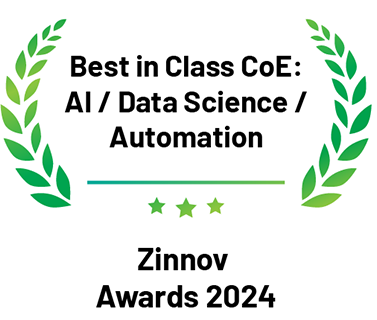 Best in Class CoE:
AI / Data Science /
Automation
Zinnov
Awards 2024